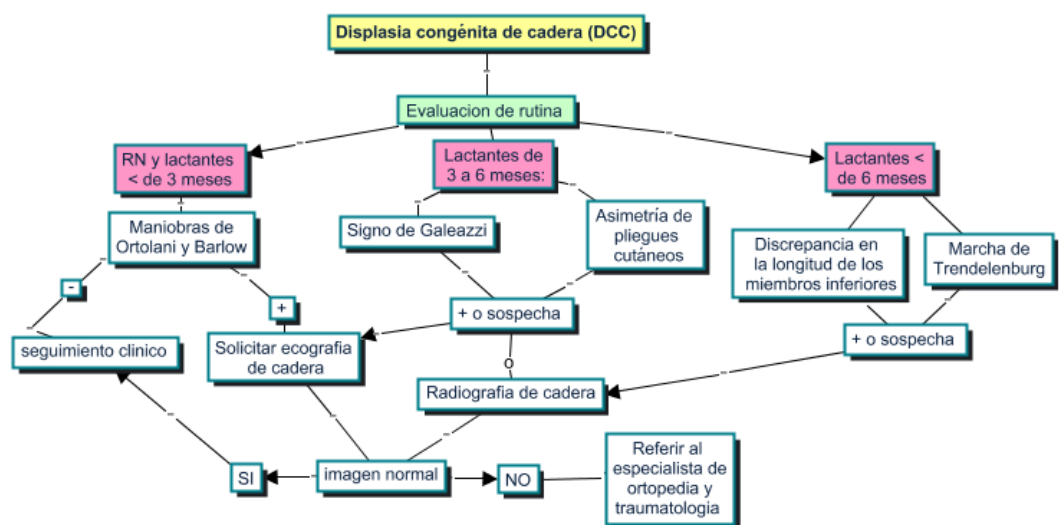 Displasia congénita de cadera (DCC)
Evaluacion de rutina
RN y lactantes
< de 3 meses
Lactantes de
3 a 6 meses:
Lactantes <
de 6 meses
Maniobras de
Ortolani y Barlow
Signo de Galeazzi
Asimetría de
pliegues
cutáneos
Discrepancia en
la longitud de los
miembros inferiores
Marcha de
Trendelenburg
-
+
+ o sospecha
+ o sospecha
seguimiento clinico
Solicitar ecografia
de cadera
o
Radiografia de cadera
SI
imagen normal
NO
Referir al
especialista de
ortopedia y
traumatologia